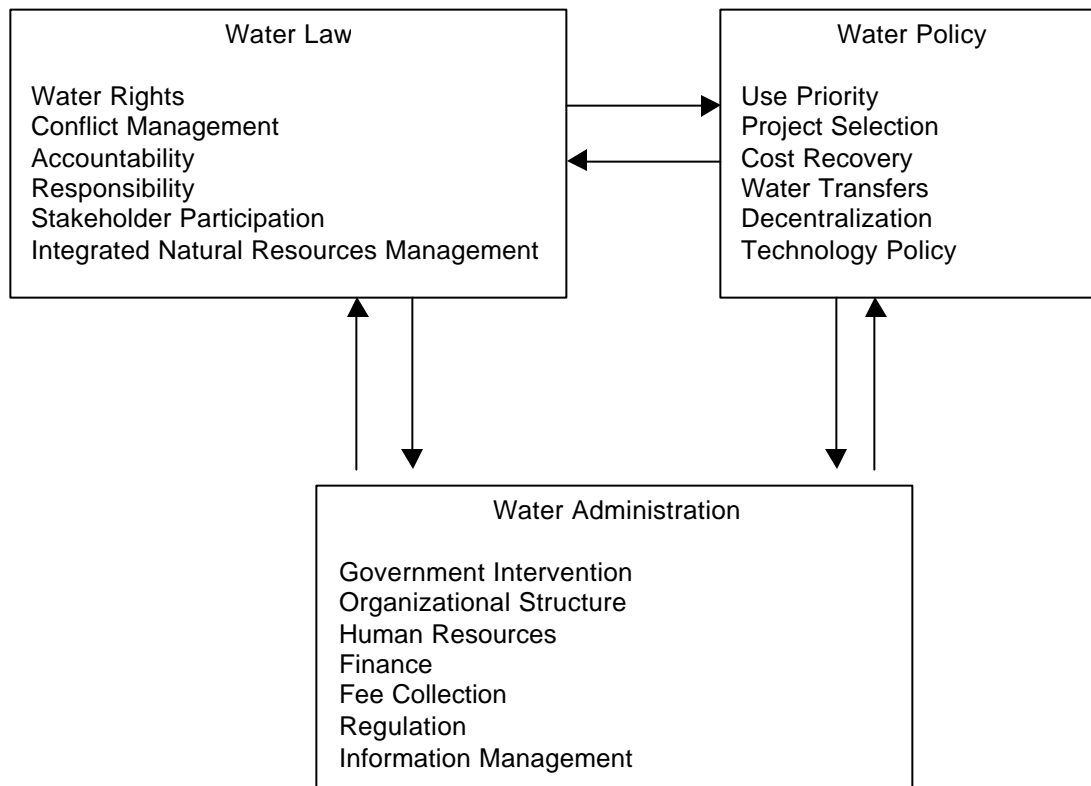 Water Law
Water Rights
Conflict Management
Accountability
Responsibility
Stakeholder Participation
Integrated Natural Resources Management
Water Policy
Use Priority
Project Selection
Cost Recovery
Water Transfers
Decentralization
Technology Policy
Water Administration
Government Intervention
Organizational Structure
Human Resources
Finance
Fee Collection
Regulation
Information Management